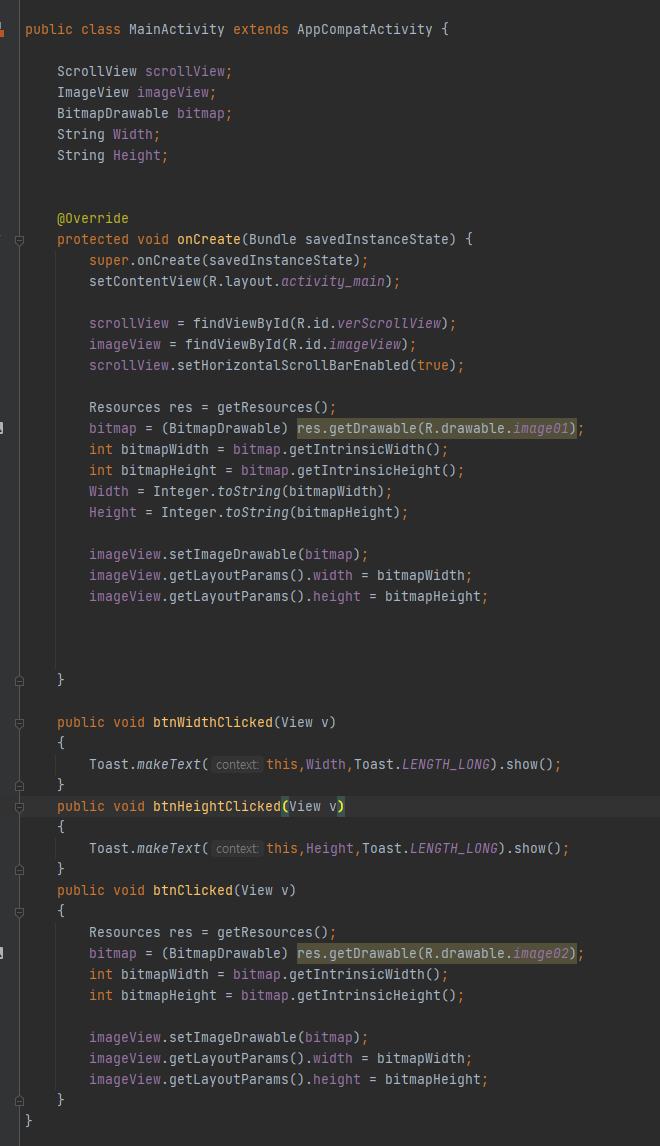 public class MainActivity extends AppCompatActivity {
ScrollView scrollView;
ImageView imageView;
BitmapDrawable bitmap;
String Width;
String Height;
@Override
protected void onCreate(Bundle savedInstanceState) {
super.onCreate(savedInstanceState);
setContentView(R.layout.activity_main);
scrollView = findViewById(R.id.verScrollView);
imageView = findViewById(R.id.imageView);
scrollView.setHorizontalScrollBarEnabled(true);
Resources res = getResources();
bitmap = (BitmapDrawable) res.getDrawable(R.drawable.image01);
int bitmapWidth = bitmap.getIntrinsicWidth();
int bitmapHeight = bitmap.getIntrinsicHeight();
Width = Integer.toString(bitmapWidth);
Height = Integer.toString(bitmapHeight);
imageView.setImageDrawable(bitmap);
imageView.getLayoutParams().width = bitmapWidth;
imageView.getLayoutParams().height = bitmapHeight;
}
public void btnWidthClicked(View v)
{
Toast.makeText( context: this,Width,Toast.LENGTH_LONG).show();
}
public void btnHeightClicked(View v)
{
Toast.makeText( context: this,Height,Toast.LENGTH_LONG).show();
}
public void btnClicked(View v)
{
Resources res = getResources();
bitmap = (BitmapDrawable) res.getDrawable(R.drawable.image02);
int bitmapWidth = bitmap.getIntrinsicWidth();
int bitmapHeight = bitmap.getIntrinsicHeight();
imageView.setImageDrawable(bitmap);
imageView.getLayoutParams().width = bitmapWidth;
imageView.getLayoutParams().height = bitmapHeight;
}
}